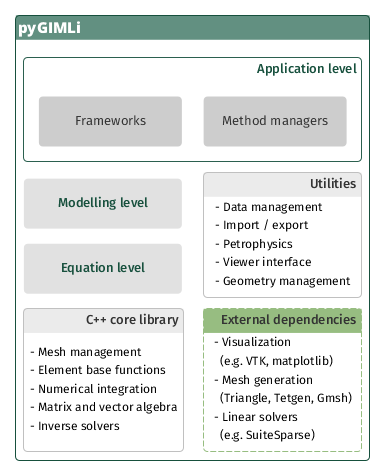 pyGIMLi
Application level
Frameworks
Method managers
Modelling level
Equation level
Utilities
- Data management
- Import / export
- Petrophysics
- Viewer interface
- Geometry management
C++ core library
- Mesh management
- Element base functions
- Numerical integration
- Matrix and vector algebra
- Inverse solvers
External dependencies
- Visualization
(e.g. VTK, matplotlib)
- Mesh generation
(Triangle, Tetgen, Gmsh)
- Linear solvers
(e.g. SuiteSparse)